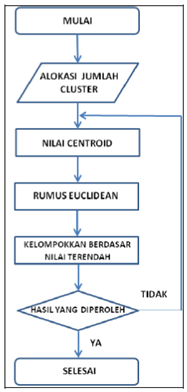 MULAI
ALOKASI JUMLAH
CLUSTER
NILAI CENTROID
RUMUS EUCLIDEAN
KELOMPOKKAN BERDASAR
NILAI TERENDAH
TIDAK
HASIL YANG DIPEROLEH
YA
SELESAI